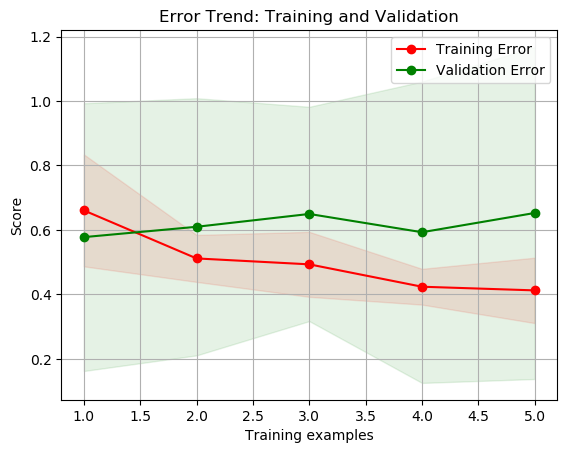 Error Trend: Training and Validation
Training Error
Validation Error
Score
1.2
1.0
0.8
0.6
0.4
0.2
1.0 1.5 2.0 2.5 3.0 3.5 4.0 4.5 5.0
Training examples